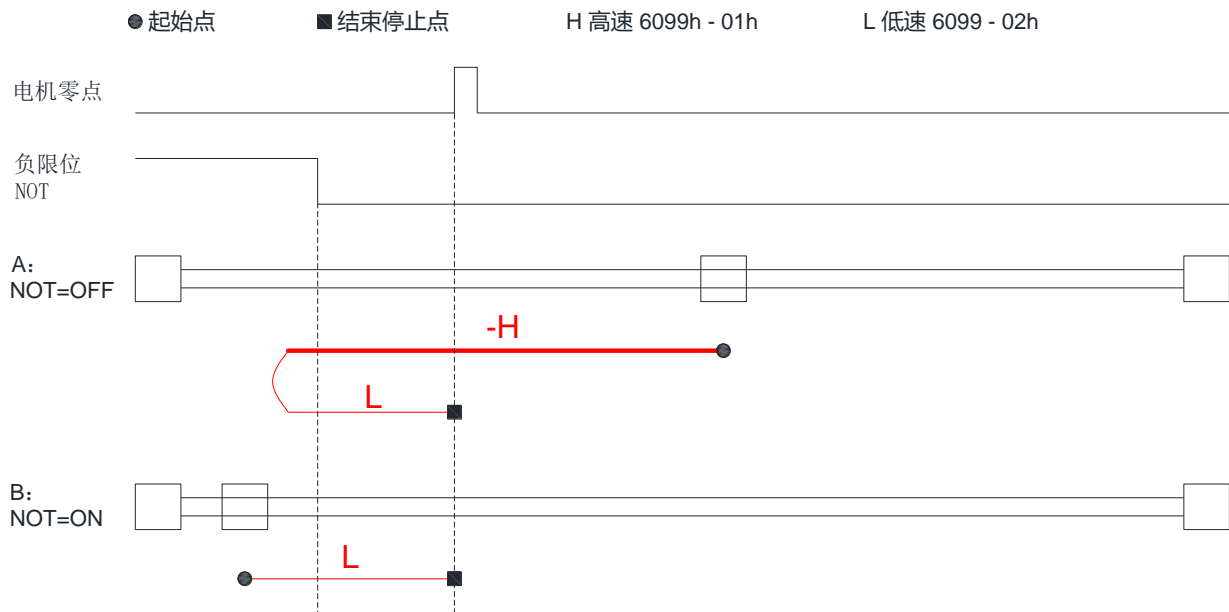 起始点 结束停止点 H 高速 6099h - 01h L 低速 6099 - 02h
电机零点
负限位
NOT
A:
NOT=OFF
-H
L
B:
NOT=ON
L